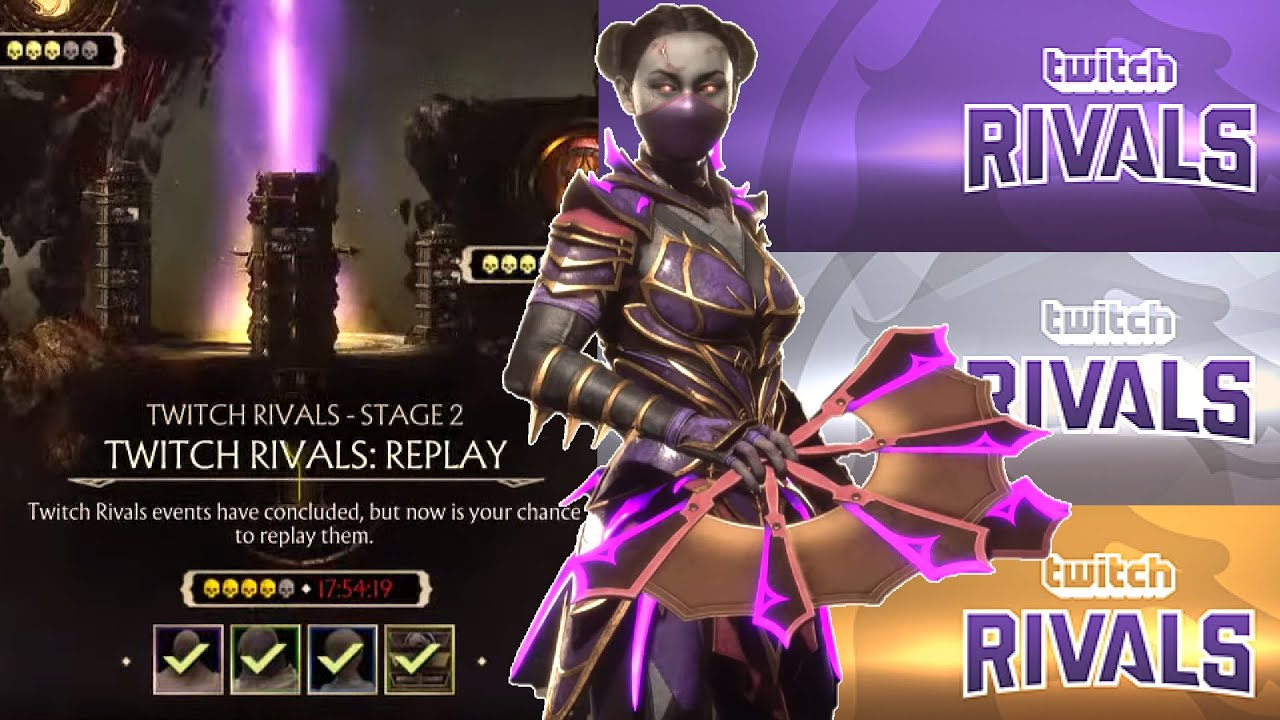 TWITCH RIVALS - STAGE 2
TWITCH RIVALS: REPLAY
Twitch Rivals events have concluded, but now is your chance
to replay them.
17:54:19
twitch
RIVALS
twitch
RIVALS
twitch
RIVALS